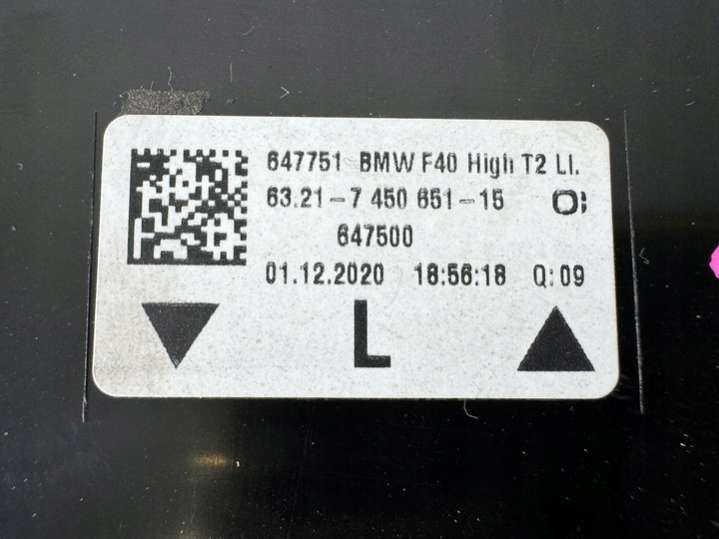 647751 BMW F40 High T2 LI.
63.21-7 450 651-15
647500
01.12.2020 18:56:18 Q:09
L